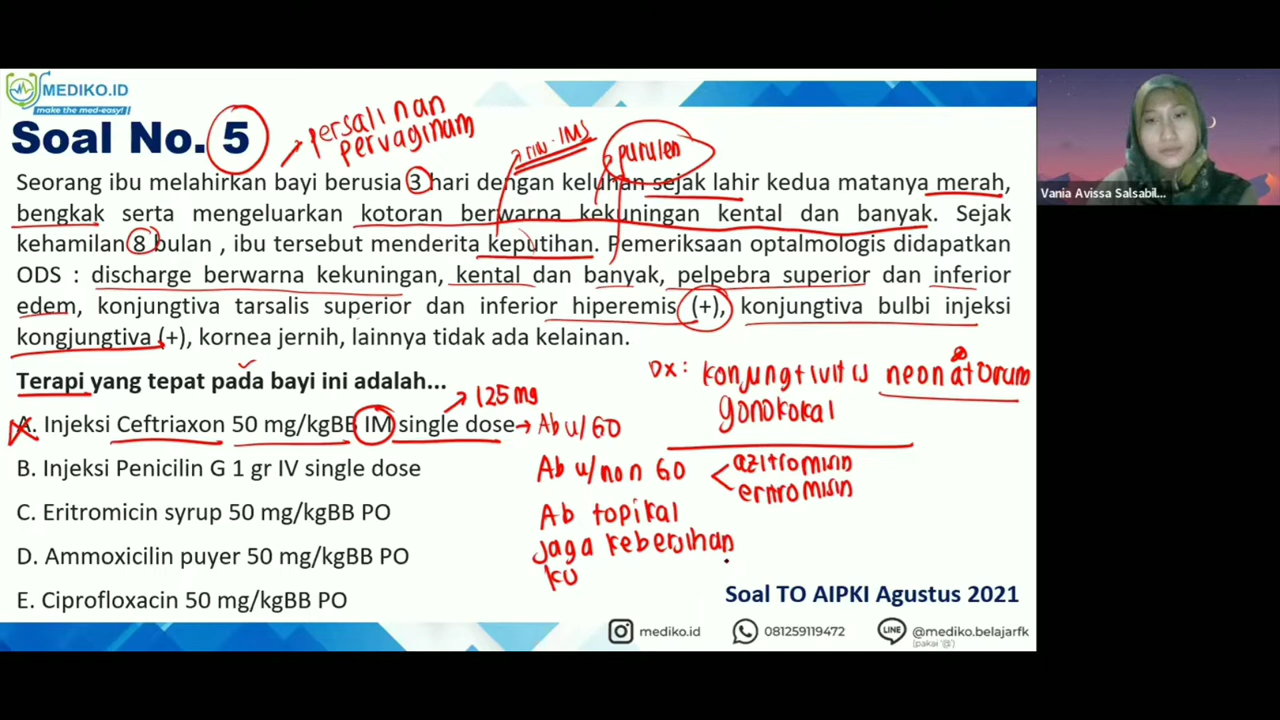 MEDIKO.ID
make the med-easy!
Soal No. 5
persalinan
pervaginam
RIW. IMS
purulen
Seorang ibu melahirkan bayi berusia 3 hari dengan keluhan sejak lahir kedua matanya merah,
bengkak serta mengeluarkan kotoran berwarna kekuningan kental dan banyak. Sejak
kehamilan 8 bulan , ibu tersebut menderita keputihan. Pemeriksaan optalmologis didapatkan
ODS : discharge berwarna kekuningan, kental dan banyak, pelpebra superior dan inferior
edem, konjungtiva tarsalis superior dan inferior hiperemis (+), konjungtiva bulbi injeksi
kongjungtiva (+), kornea jernih, lainnya tidak ada kelainan.
Terapi yang tepat pada bayi ini adalah...
Dx: konjungtivitis neonatorum
gonokokal
125 mg
A. Injeksi Ceftriaxon 50 mg/kgBB IM single dose → Ab u/ GO
B. Injeksi Penicilin G 1 gr IV single dose
Ab u/ non GO < azitromisin
eritromisin
C. Eritromicin syrup 50 mg/kgBB PO
Ab topikal
D. Ammoxicilin puyer 50 mg/kgBB PO
jaga kebersihan
E. Ciprofloxacin 50 mg/kgBB PO
Soal TO AIPKI Agustus 2021
mediko.id
081259119472
LINE
@mediko.belajarfk
(pakai '@')
Vania Avissa Salsabil...